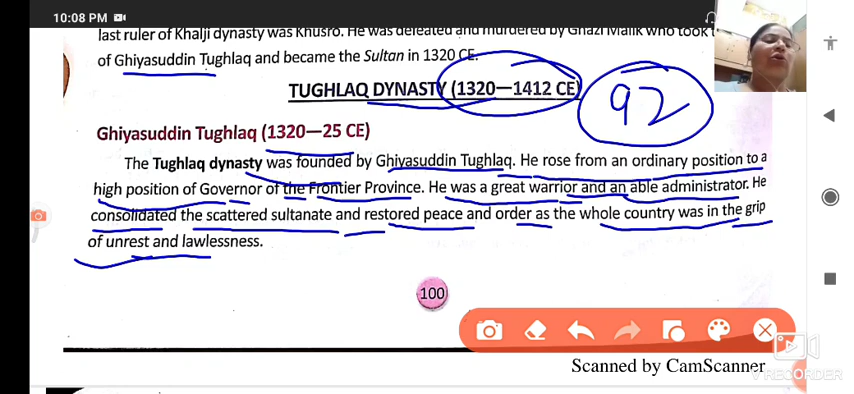 10:08 PM
last ruler of Khalji dynasty was Khusro. He was defeated and murdered by Ghazi Malik who took
of Ghiyasuddin Tughlaq and became the Sultan in 1320 CE.
TUGHLAQ DYNASTY (1320—1412 CE)
92
Ghiyasuddin Tughlaq (1320—25 CE)
The Tughlaq dynasty was founded by Ghiyasuddin Tughlaq. He rose from an ordinary position to a
high position of Governor of the Frontier Province. He was a great warrior and an able administrator. He
consolidated the scattered sultanate and restored peace and order as the whole country was in the grip
of unrest and lawlessness.
100
Scanned by CamScanner
RECORDER